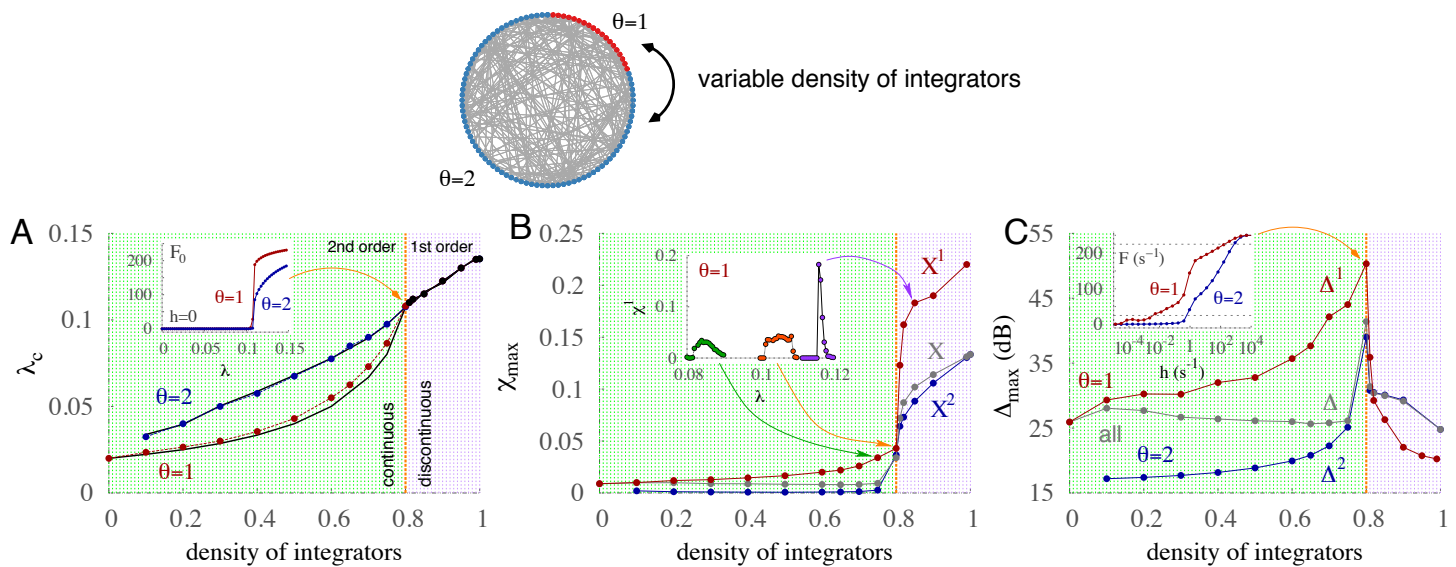 θ=1
variable density of integrators
θ=2
A
0.15
0.1
0.05
0
λc
2nd order
1st order
F0
200
100
0
θ=1
θ=2
h=0
0
0.05
0.1
0.15
λ
θ=2
θ=1
continuous
discontinuous
0
0.2
0.4
0.6
0.8
1
density of integrators
B
0.25
0.2
0.15
0.1
0.05
0
χmax
θ=1
0.2
0.1
0
χ¹
0.08
0.1
0.12
λ
X¹
X
X²
0
0.2
0.4
0.6
0.8
1
density of integrators
C
55
45
35
25
15
Δmax (dB)
200
100
0
F (s⁻¹)
θ=1
θ=2
10⁻⁴
10⁻²
1
10²
10⁴
h (s⁻¹)
Δ¹
θ=1
Δ
all
θ=2
Δ²
0
0.2
0.4
0.6
0.8
1
density of integrators